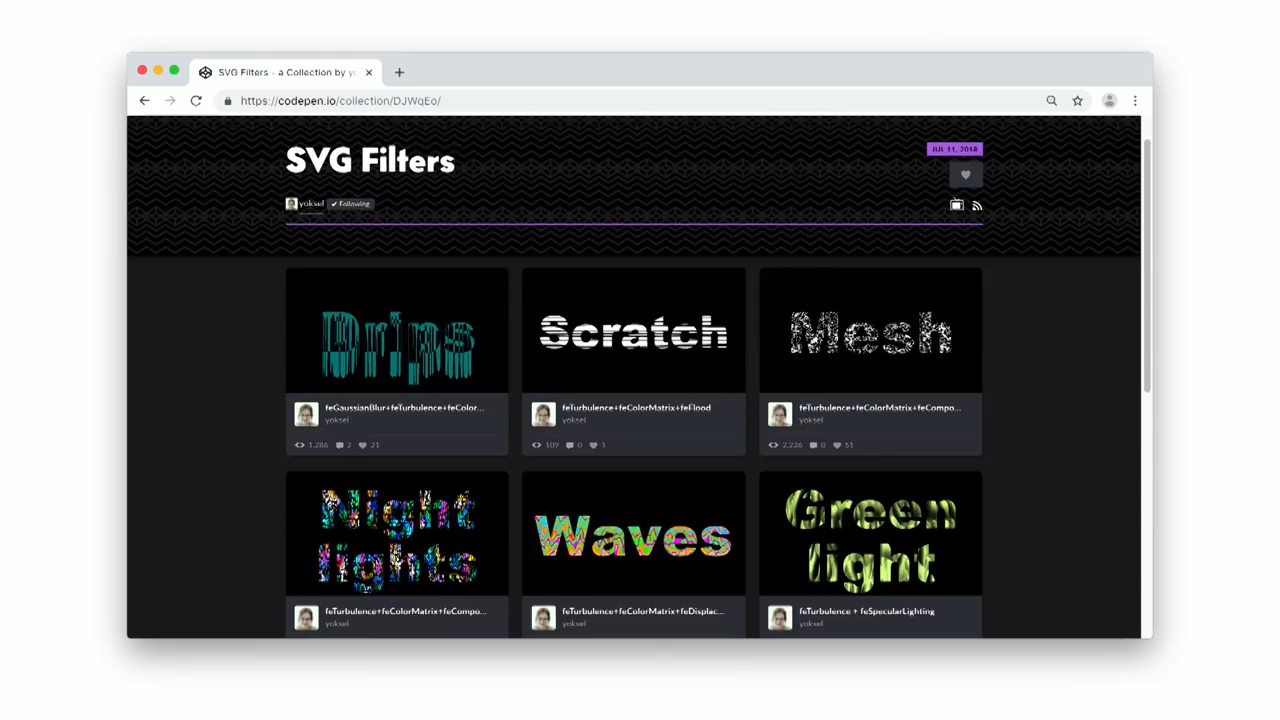 SVG Filters - a Collection by yo
https://codepen.io/collection/DJWqEo/
SVG Filters
JUL 11, 2018
yoksel
Following
Drips
Scratch
Mesh
feGaussianBlur+feTurbulence+feColor...
yoksel
1,286 2 21
feTurbulence+feColorMatrix+feFlood
yoksel
109 0 1
feTurbulence+feColorMatrix+feCompo...
yoksel
2,226 0 51
Night
lights
Waves
Green
light
feTurbulence+feColorMatrix+feCompo...
yoksel
feTurbulence+feColorMatrix+feDisplac...
yoksel
feTurbulence + feSpecularLighting
yoksel